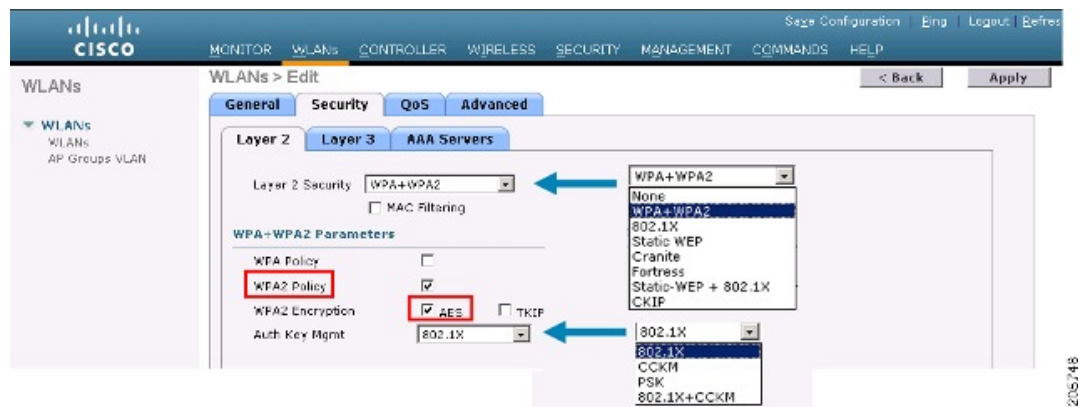 Save Configuration Ping Logout Refres
CISCO
MONITOR WLANs CONTROLLER WIRELESS SECURITY MANAGEMENT COMMANDS HELP
WLANs
WLANs > Edit
< Back
Apply
General Security QoS Advanced
WLANs
WLANs
AP Groups VLAN
Layer 2 Layer 3 AAA Servers
Layer 2 Security WPA+WPA2
MAC Filtering
WPA+WPA2 Parameters
WPA Policy
WPA2 Policy
WPA2 Encryption AES TKIP
Auth Key Mgmt 802.1X
WPA+WPA2
None
WPA+WPA2
802.1X
Static WEP
Cranite
Fortress
Static-WEP + 802.1X
CKIP
802.1X
802.1X
CCKM
PSK
802.1X+CCKM
205748